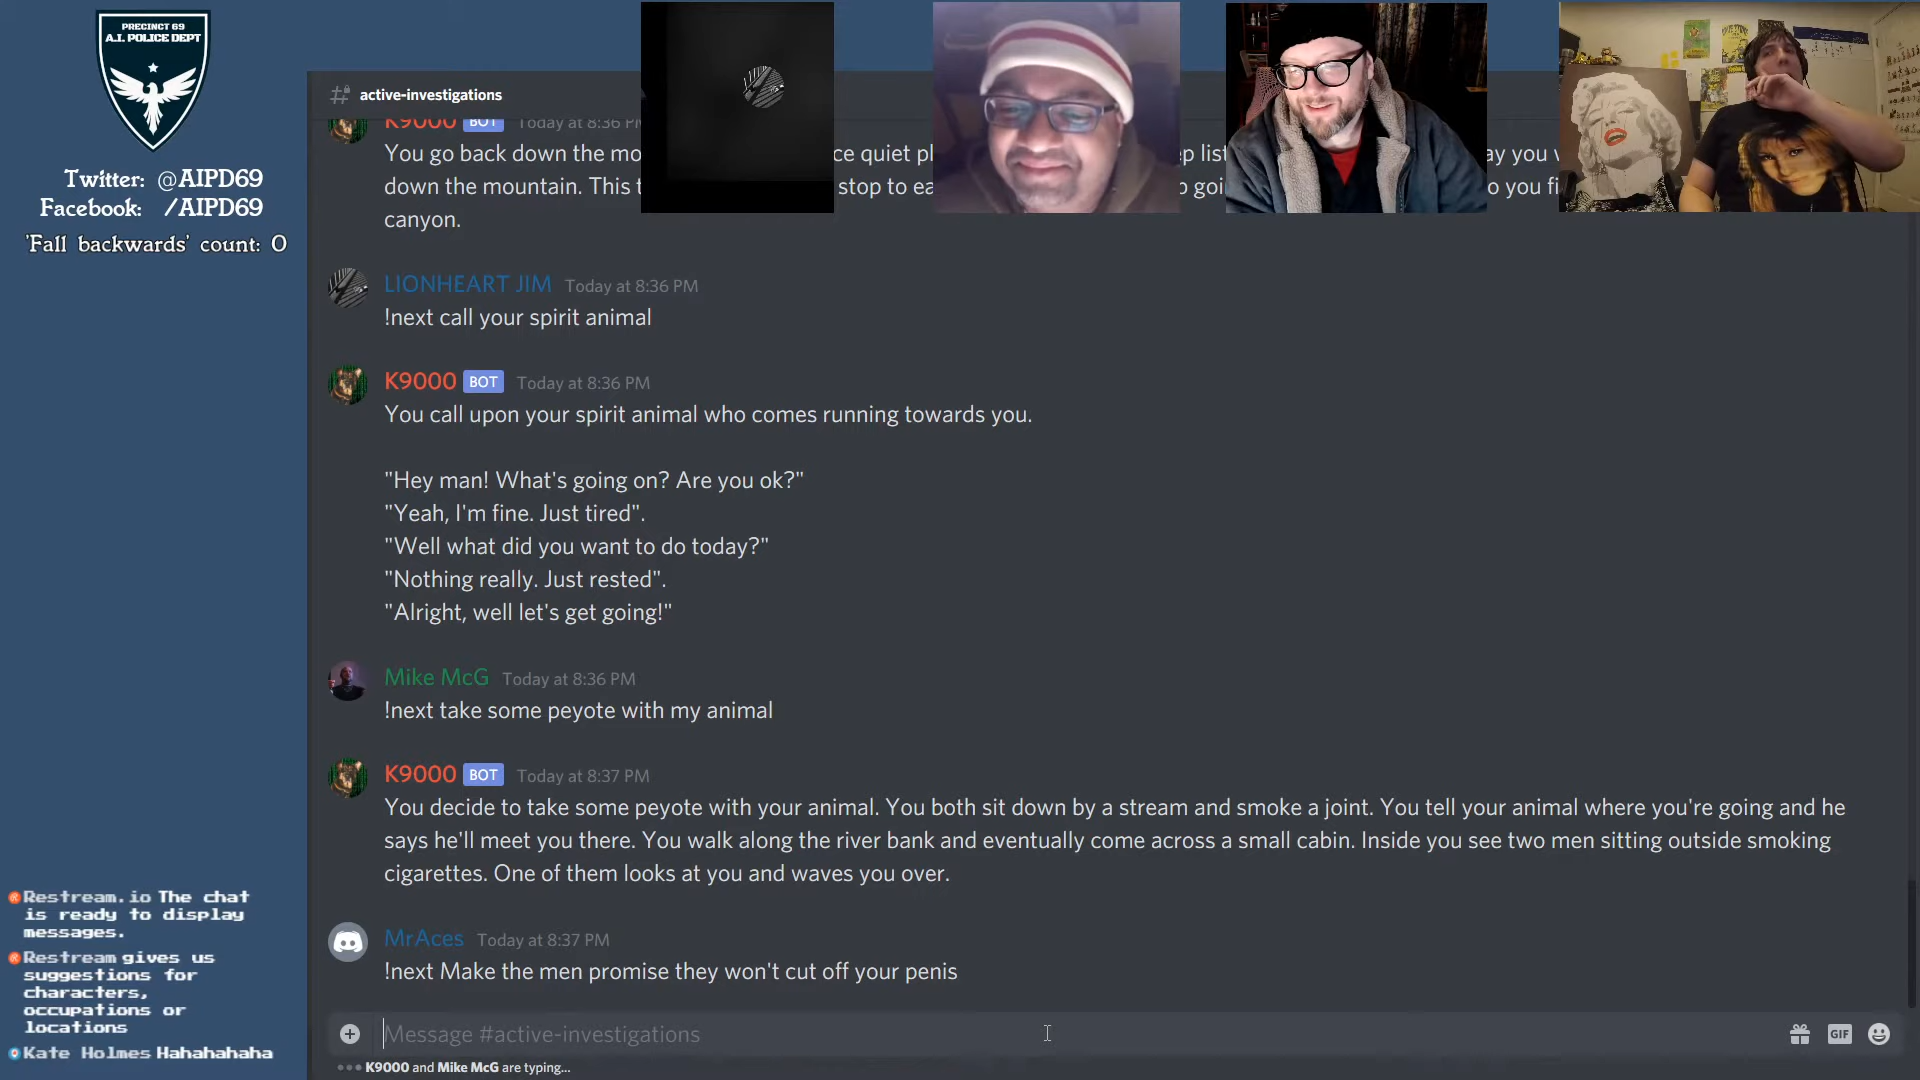 PRECINCT 69
A.I. POLICE DEPT
Twitter: @AIPD69
Facebook: /AIPD69
'Fall backwards' count: 0
# active-investigations
K9000 BOT Today at 8:36 PM
You go back down the
down the mountain. This
stop to
canyon.
LIONHEART JIM Today at 8:36 PM
!next call your spirit animal
K9000 BOT Today at 8:36 PM
You call upon your spirit animal who comes running towards you.
"Hey man! What's going on? Are you ok?"
"Yeah, I'm fine. Just tired".
"Well what did you want to do today?"
"Nothing really. Just rested".
"Alright, well let's get going!"
Mike McG Today at 8:36 PM
!next take some peyote with my animal
K9000 BOT Today at 8:37 PM
You decide to take some peyote with your animal. You both sit down by a stream and smoke a joint. You tell your animal where you're going and he
says he'll meet you there. You walk along the river bank and eventually come across a small cabin. Inside you see two men sitting outside smoking
cigarettes. One of them looks at you and waves you over.
MrAces Today at 8:37 PM
!next Make the men promise they won't cut off your penis
Message #active-investigations
GIF
K9000 and Mike McG are typing...
Restream.io The chat
is ready to display
messages.
Restream gives us
suggestions for
characters,
occupations or
locations
Kate Holmes Hahahahaha